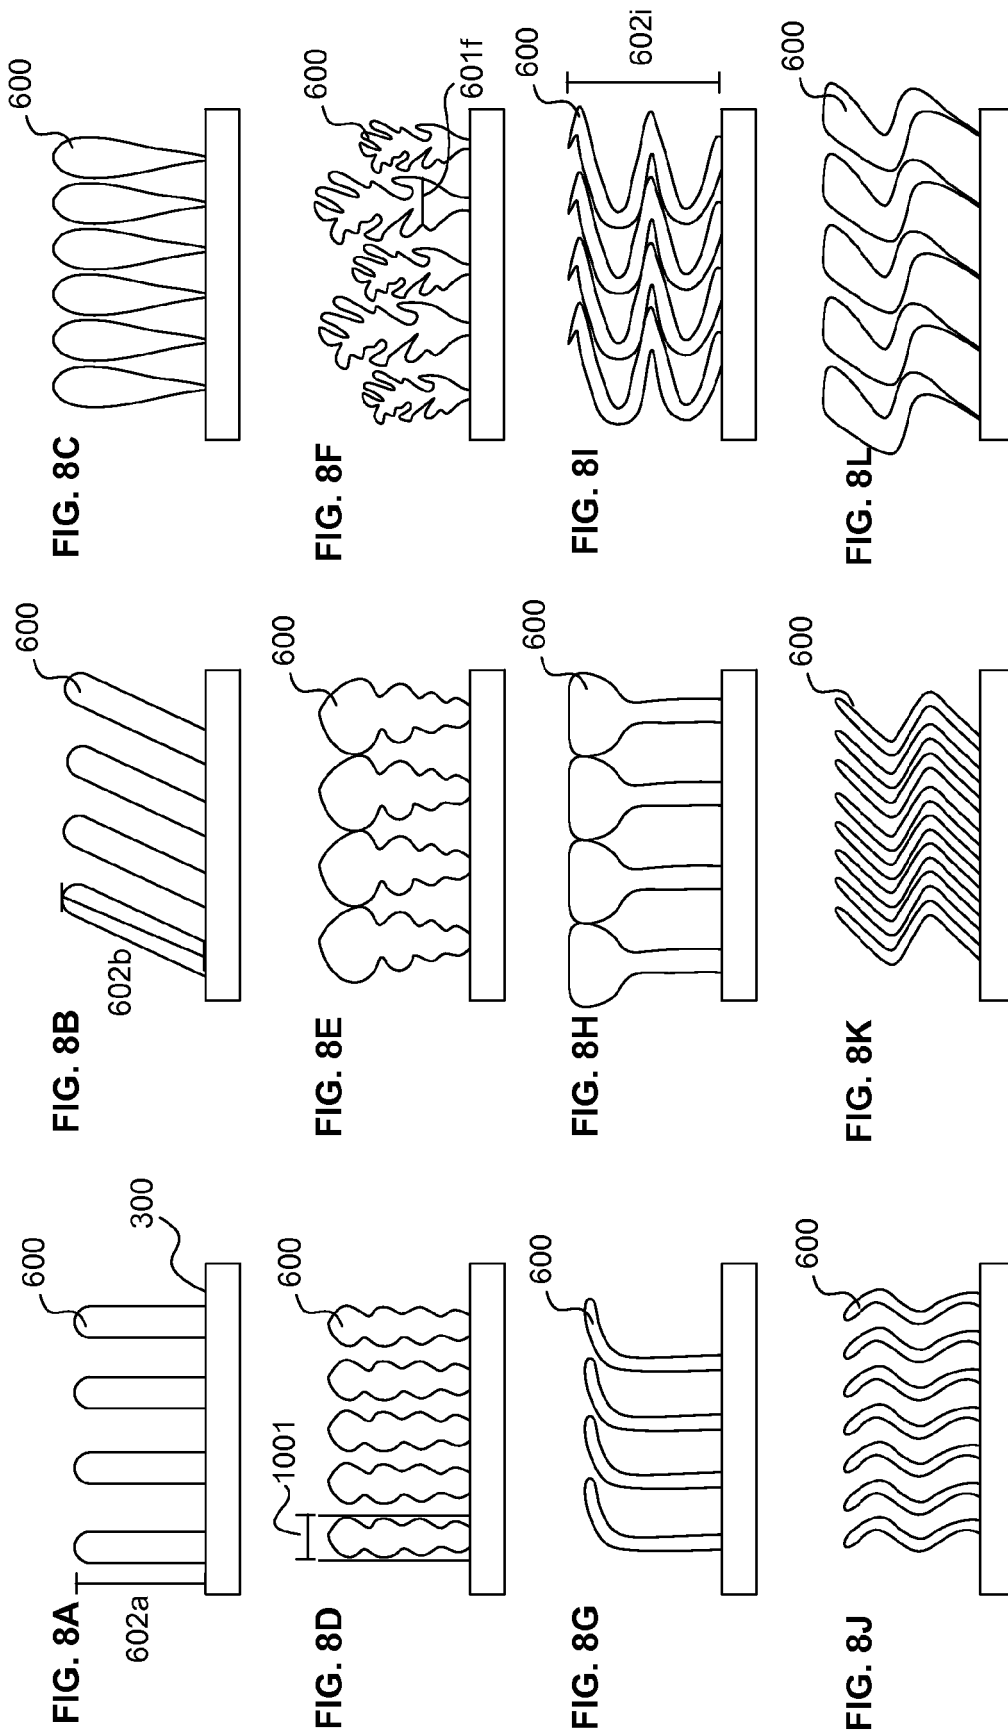 FIG. 8A
602a
600
300
FIG. 8B
602b
600
FIG. 8C
600
FIG. 8D
1001
600
FIG. 8E
600
FIG. 8F
600
601f
FIG. 8G
600
FIG. 8H
600
FIG. 8I
600
602i
FIG. 8J
600
FIG. 8K
600
FIG. 8L
600